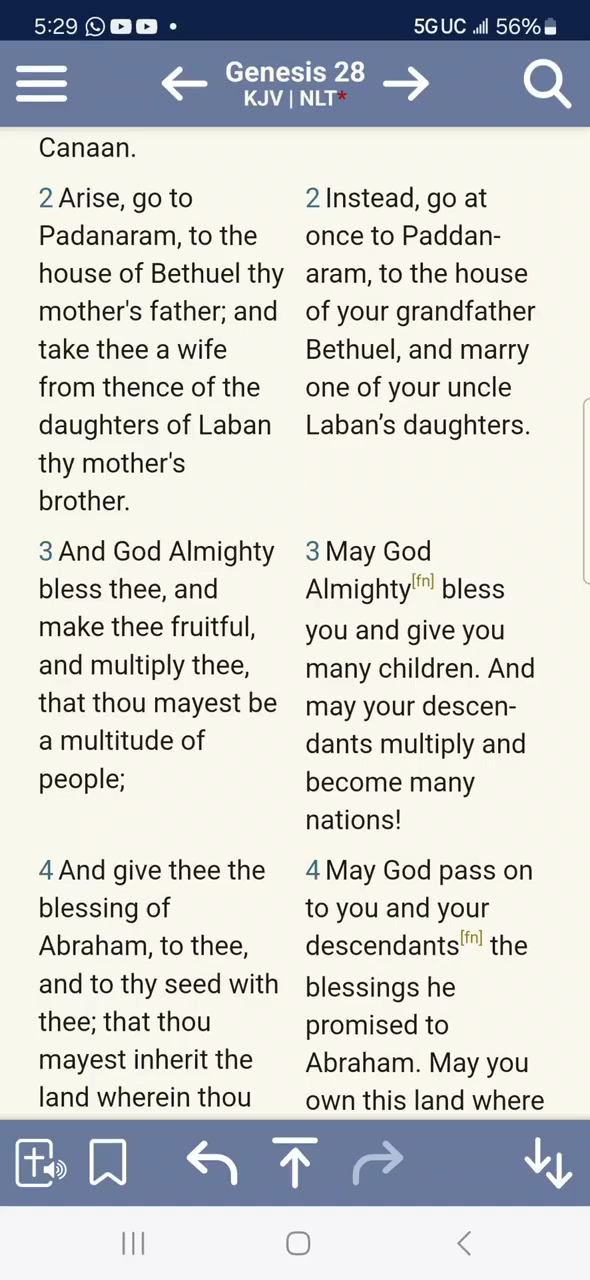 5:29
5G UC 56%
Genesis 28
KJV | NLT*
Canaan.
2 Arise, go to
Padanaram, to the
house of Bethuel thy
mother's father; and
take thee a wife
from thence of the
daughters of Laban
thy mother's
brother.
2 Instead, go at
once to Paddan-
aram, to the house
of your grandfather
Bethuel, and marry
one of your uncle
Laban’s daughters.
3 And God Almighty
bless thee, and
make thee fruitful,
and multiply thee,
that thou mayest be
a multitude of
people;
3 May God
Almighty[fn] bless
you and give you
many children. And
may your descen-
dants multiply and
become many
nations!
4 And give thee the
blessing of
Abraham, to thee,
and to thy seed with
thee; that thou
mayest inherit the
land wherein thou
4 May God pass on
to you and your
descendants[fn] the
blessings he
promised to
Abraham. May you
own this land where